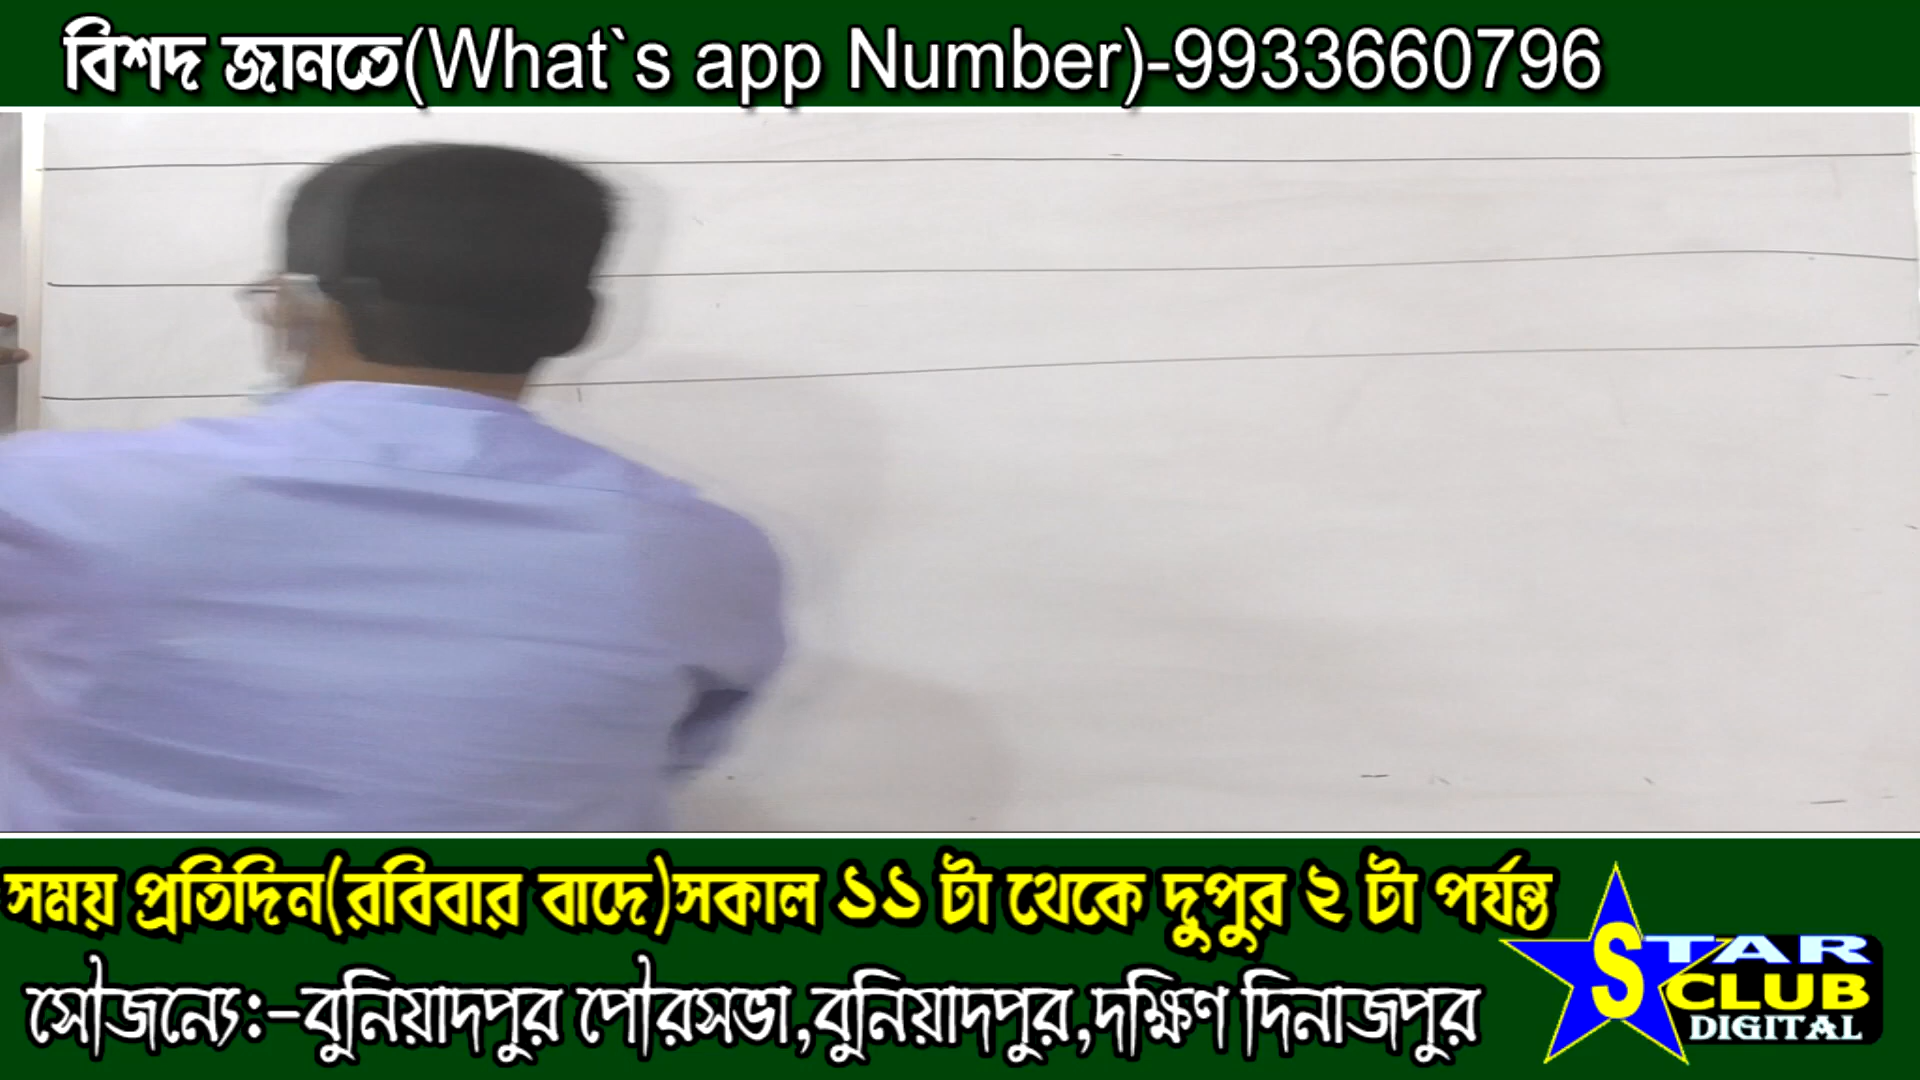 বিশদ জানতে(What`s app Number)-9933660796
সময় প্রতিদিন(রবিবার বাদে)সকাল ১১ টা থেকে দুপুর ২ টা পর্যন্ত
সৌজন্যে:-বুনিয়াদপুর পৌরসভা,বুনিয়াদপুর,দক্ষিণ দিনাজপুর
STAR
CLUB
DIGITAL